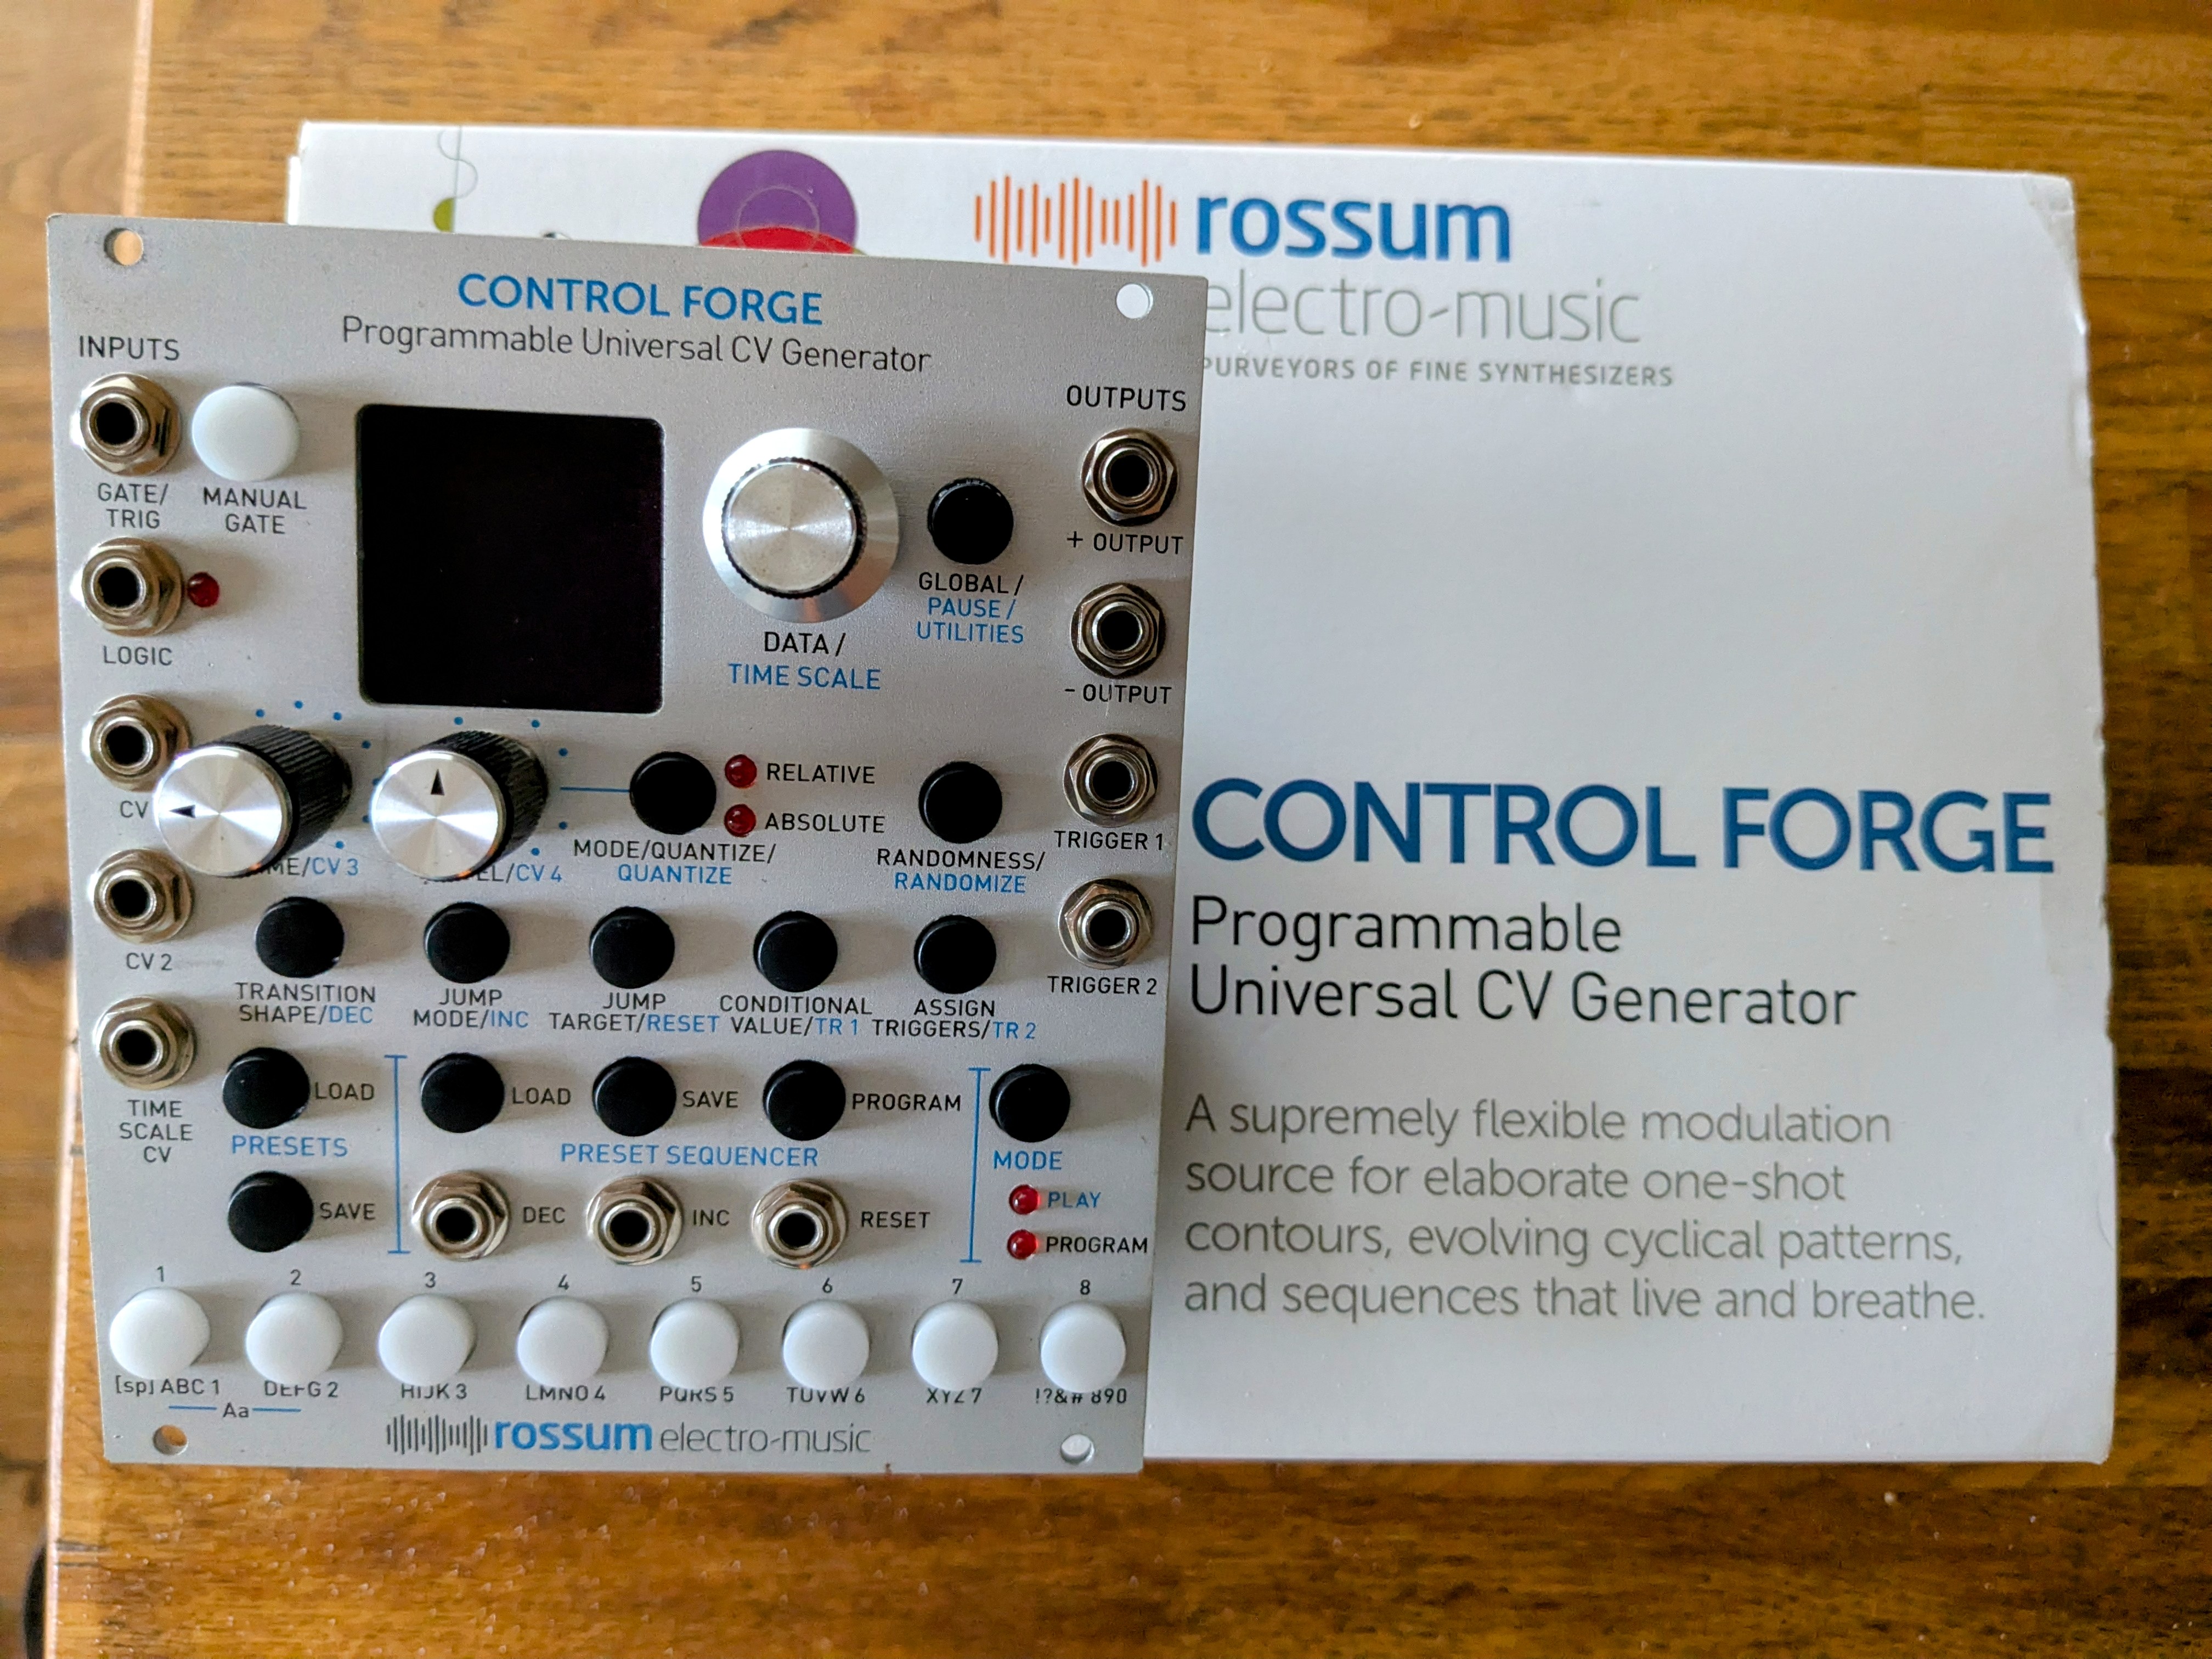 CONTROL FORGE
Programmable Universal CV Generator
INPUTS
GATE/
TRIG
MANUAL
GATE
LOGIC
CV
CV 2
TIME
SCALE
CV
DATA /
TIME SCALE
GLOBAL /
PAUSE /
UTILITIES
OUTPUTS
+ OUTPUT
- OUTPUT
TRIGGER 1
TRIGGER 2
/CV 3
/CV 4
MODE/QUANTIZE/
QUANTIZE
RELATIVE
ABSOLUTE
RANDOMNESS/
RANDOMIZE
TRANSITION
SHAPE/DEC
JUMP
MODE/INC
JUMP
TARGET/RESET
CONDITIONAL
VALUE/TR 1
ASSIGN
TRIGGERS/TR 2
LOAD
PRESETS
SAVE
LOAD
SAVE
PROGRAM
PRESET SEQUENCER
DEC
INC
RESET
MODE
PLAY
PROGRAM
1 2 3 4 5 6 7 8
[sp] ABC 1 DEFG 2 HIJK 3 LMNO 4 PQRS 5 TUVW 6 XYZ 7 !?&# 890
Aa
rossum electro-music
rossum
electro-music
PURVEYORS OF FINE SYNTHESIZERS
CONTROL FORGE
Programmable
Universal CV Generator
A supremely flexible modulation
source for elaborate one-shot
contours, evolving cyclical patterns,
and sequences that live and breathe.